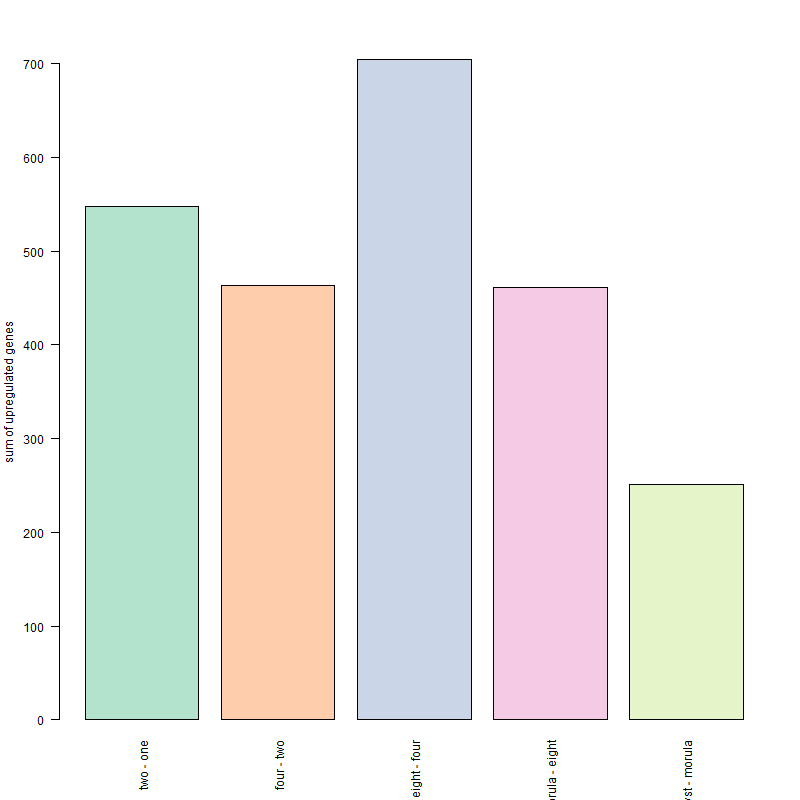 700
600
500
400
300
200
100
0
sum of upregulated genes
two - one
four - two
eight - four
rula - eight
yst - morula